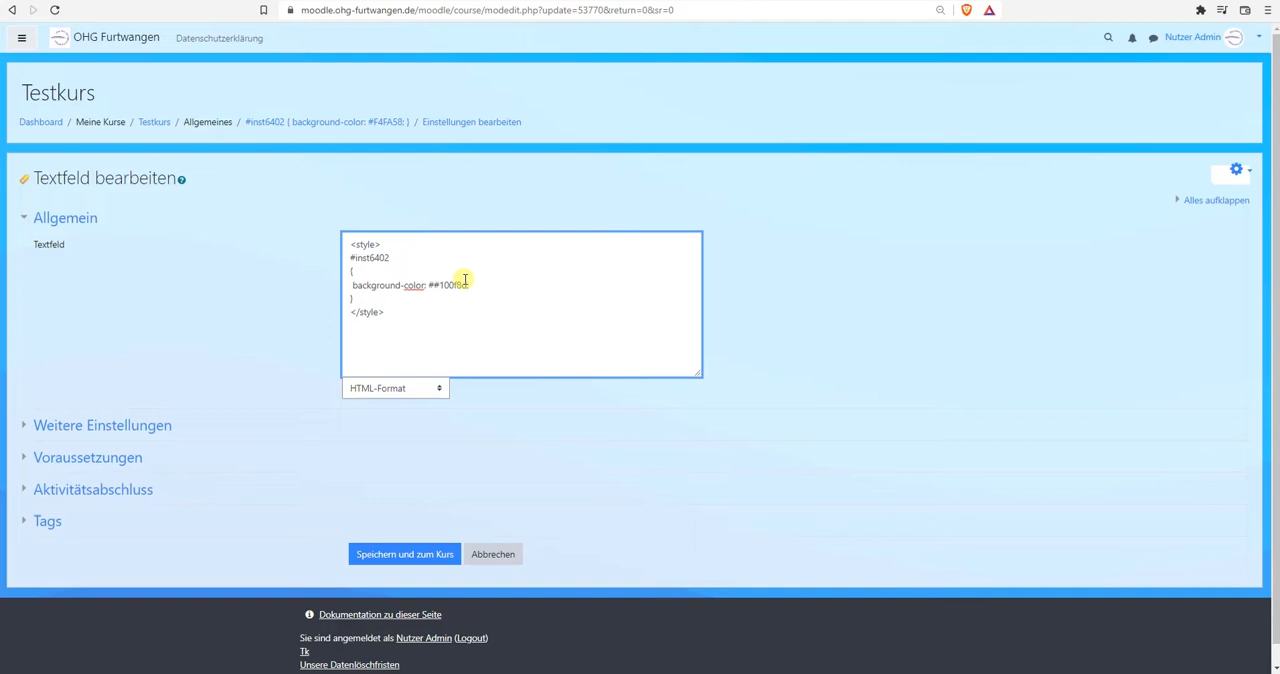 moodle.ohg-furtwangen.de/moodle/course/modedit.php?update=53770&return=0&sr=0
OHG Furtwangen
Datenschutzerklärung
Nutzer Admin
Testkurs
Dashboard / Meine Kurse / Testkurs / Allgemeines / #inst6402 { background-color: #F4FA58; } / Einstellungen bearbeiten
Textfeld bearbeiten
Alles aufklappen
Allgemein
Textfeld
<style>
#inst6402
{
background-color:
}
</style>
HTML-Format
Weitere Einstellungen
Voraussetzungen
Aktivitätsabschluss
Tags
Speichern und zum Kurs
Abbrechen
Dokumentation zu dieser Seite
Sie sind angemeldet als Nutzer Admin (Logout)
Tk
Unsere Datenlöschfristen